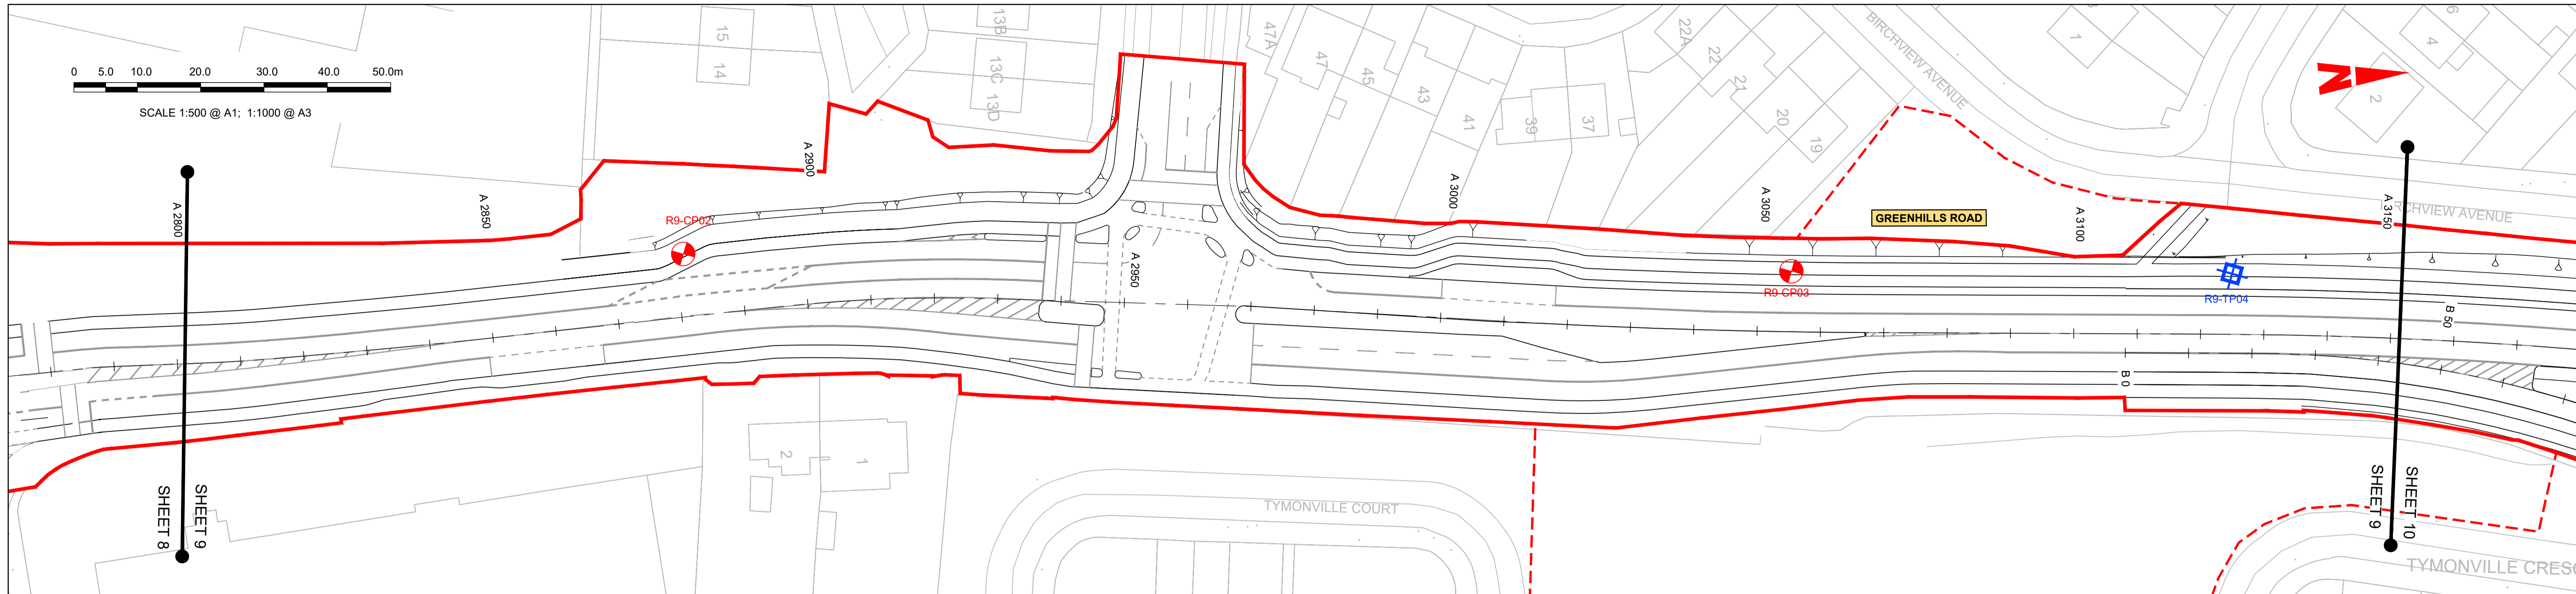 0 5.0 10.0 20.0 30.0 40.0 50.0m
SCALE 1:500 @ A1; 1:1000 @ A3
15
14
13B
13C
13D
47A
47
45
43
41
39
37
22A
22
21
20
19
BIRCHVIEW AVENUE
1
6
4
2
N
A 2800
A 2850
A 2900
A 2950
A 3000
A 3050
A 3100
A 3150
R9-CP02
R9-CP03
R9-TP04
GREENHILLS ROAD
RCHVIEW AVENUE
B 0
B 50
2
1
TYMONVILLE COURT
SHEET 8
SHEET 9
SHEET 9
SHEET 10
TYMONVILLE CRES